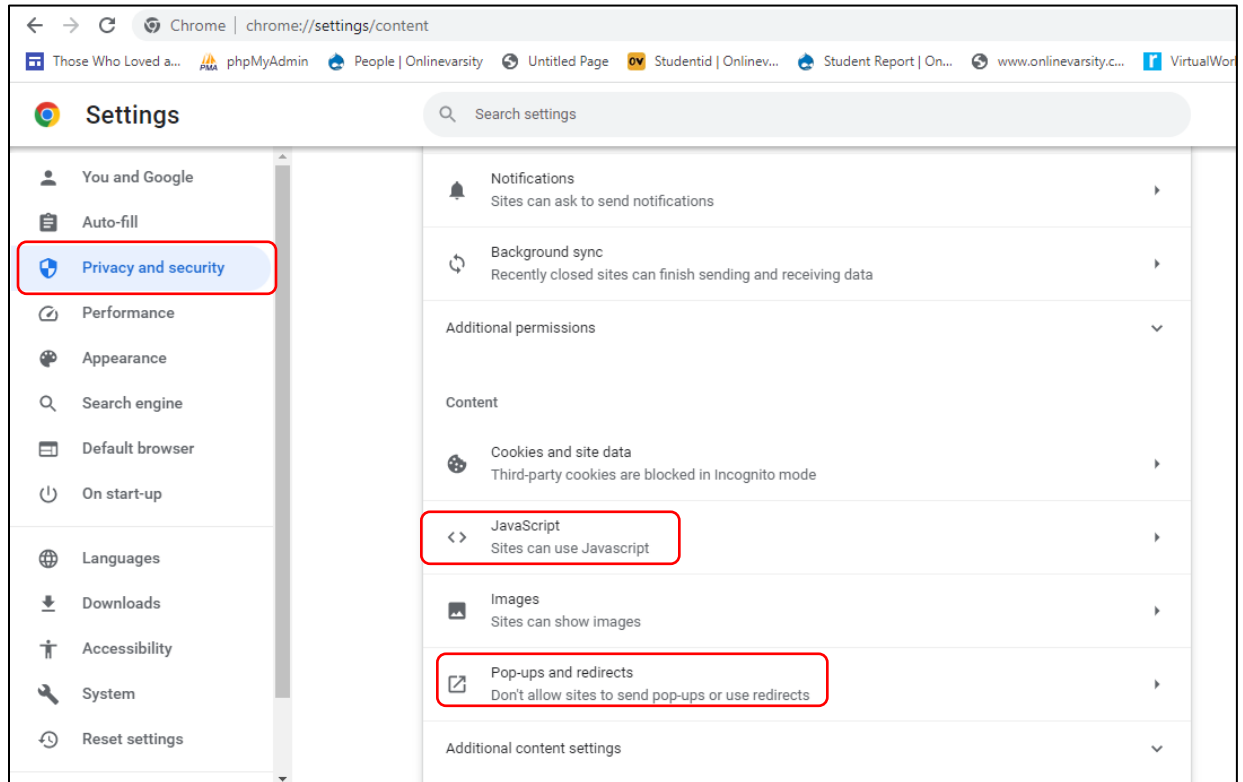 Chrome | chrome://settings/content
Those Who Loved a... phpMyAdmin People | Onlinevarsity Untitled Page Studentid | Onlinev... Student Report | On... www.onlinevarsity.c...
Settings
Search settings
You and Google
Auto-fill
Privacy and security
Performance
Appearance
Search engine
Default browser
On start-up
Languages
Downloads
Accessibility
System
Reset settings
Notifications
Sites can ask to send notifications
Background sync
Recently closed sites can finish sending and receiving data
Additional permissions
Content
Cookies and site data
Third-party cookies are blocked in Incognito mode
JavaScript
Sites can use Javascript
Images
Sites can show images
Pop-ups and redirects
Don't allow sites to send pop-ups or use redirects
Additional content settings